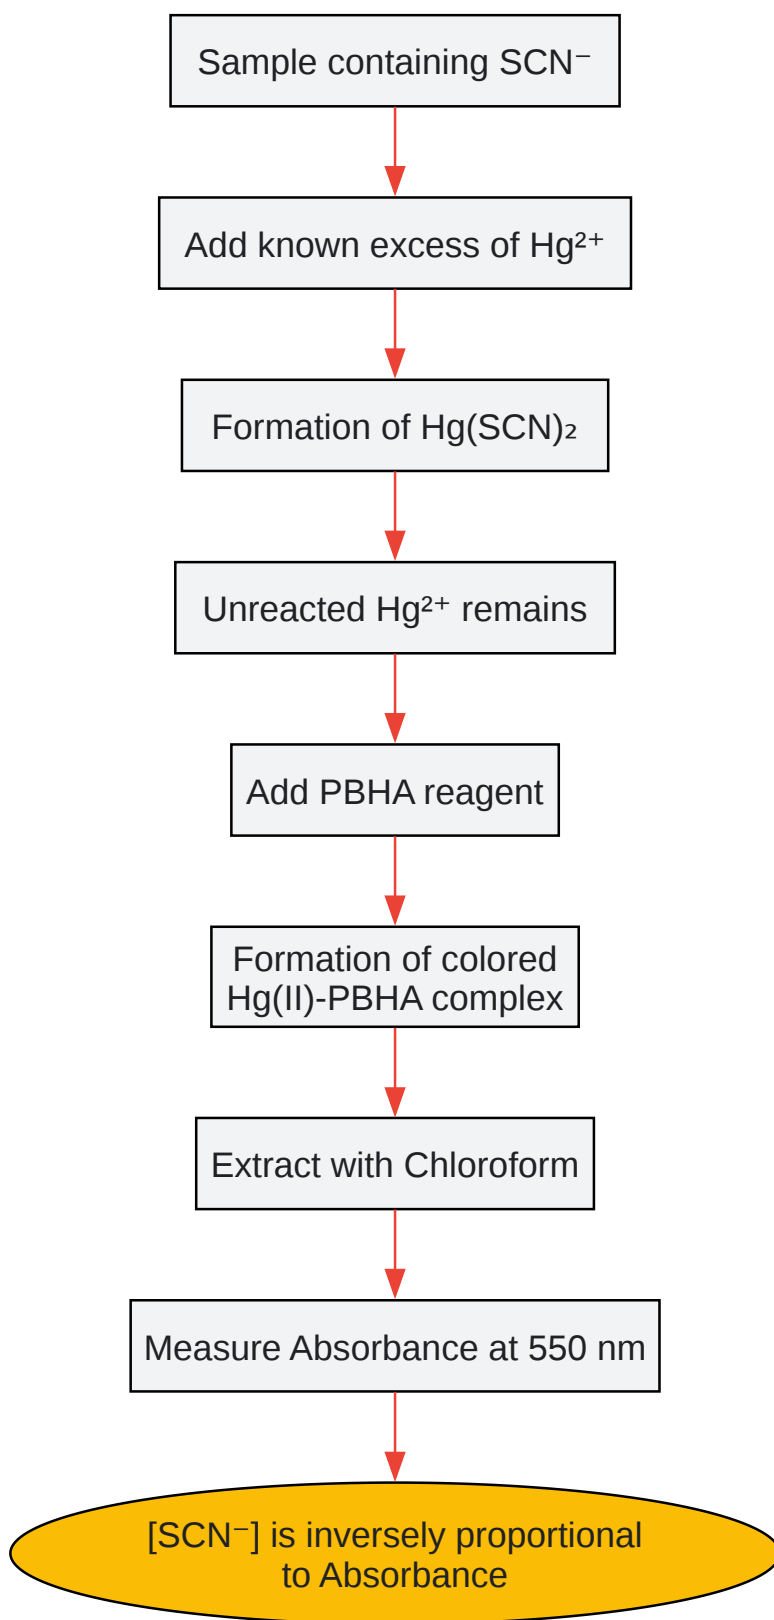 Sample containing SCN⁻
Add known excess of Hg²⁺
Formation of Hg(SCN)₂
Unreacted Hg²⁺ remains
Add PBHA reagent
Formation of colored
Hg(II)-PBHA complex
Extract with Chloroform
Measure Absorbance at 550 nm
[SCN⁻] is inversely proportional
to Absorbance